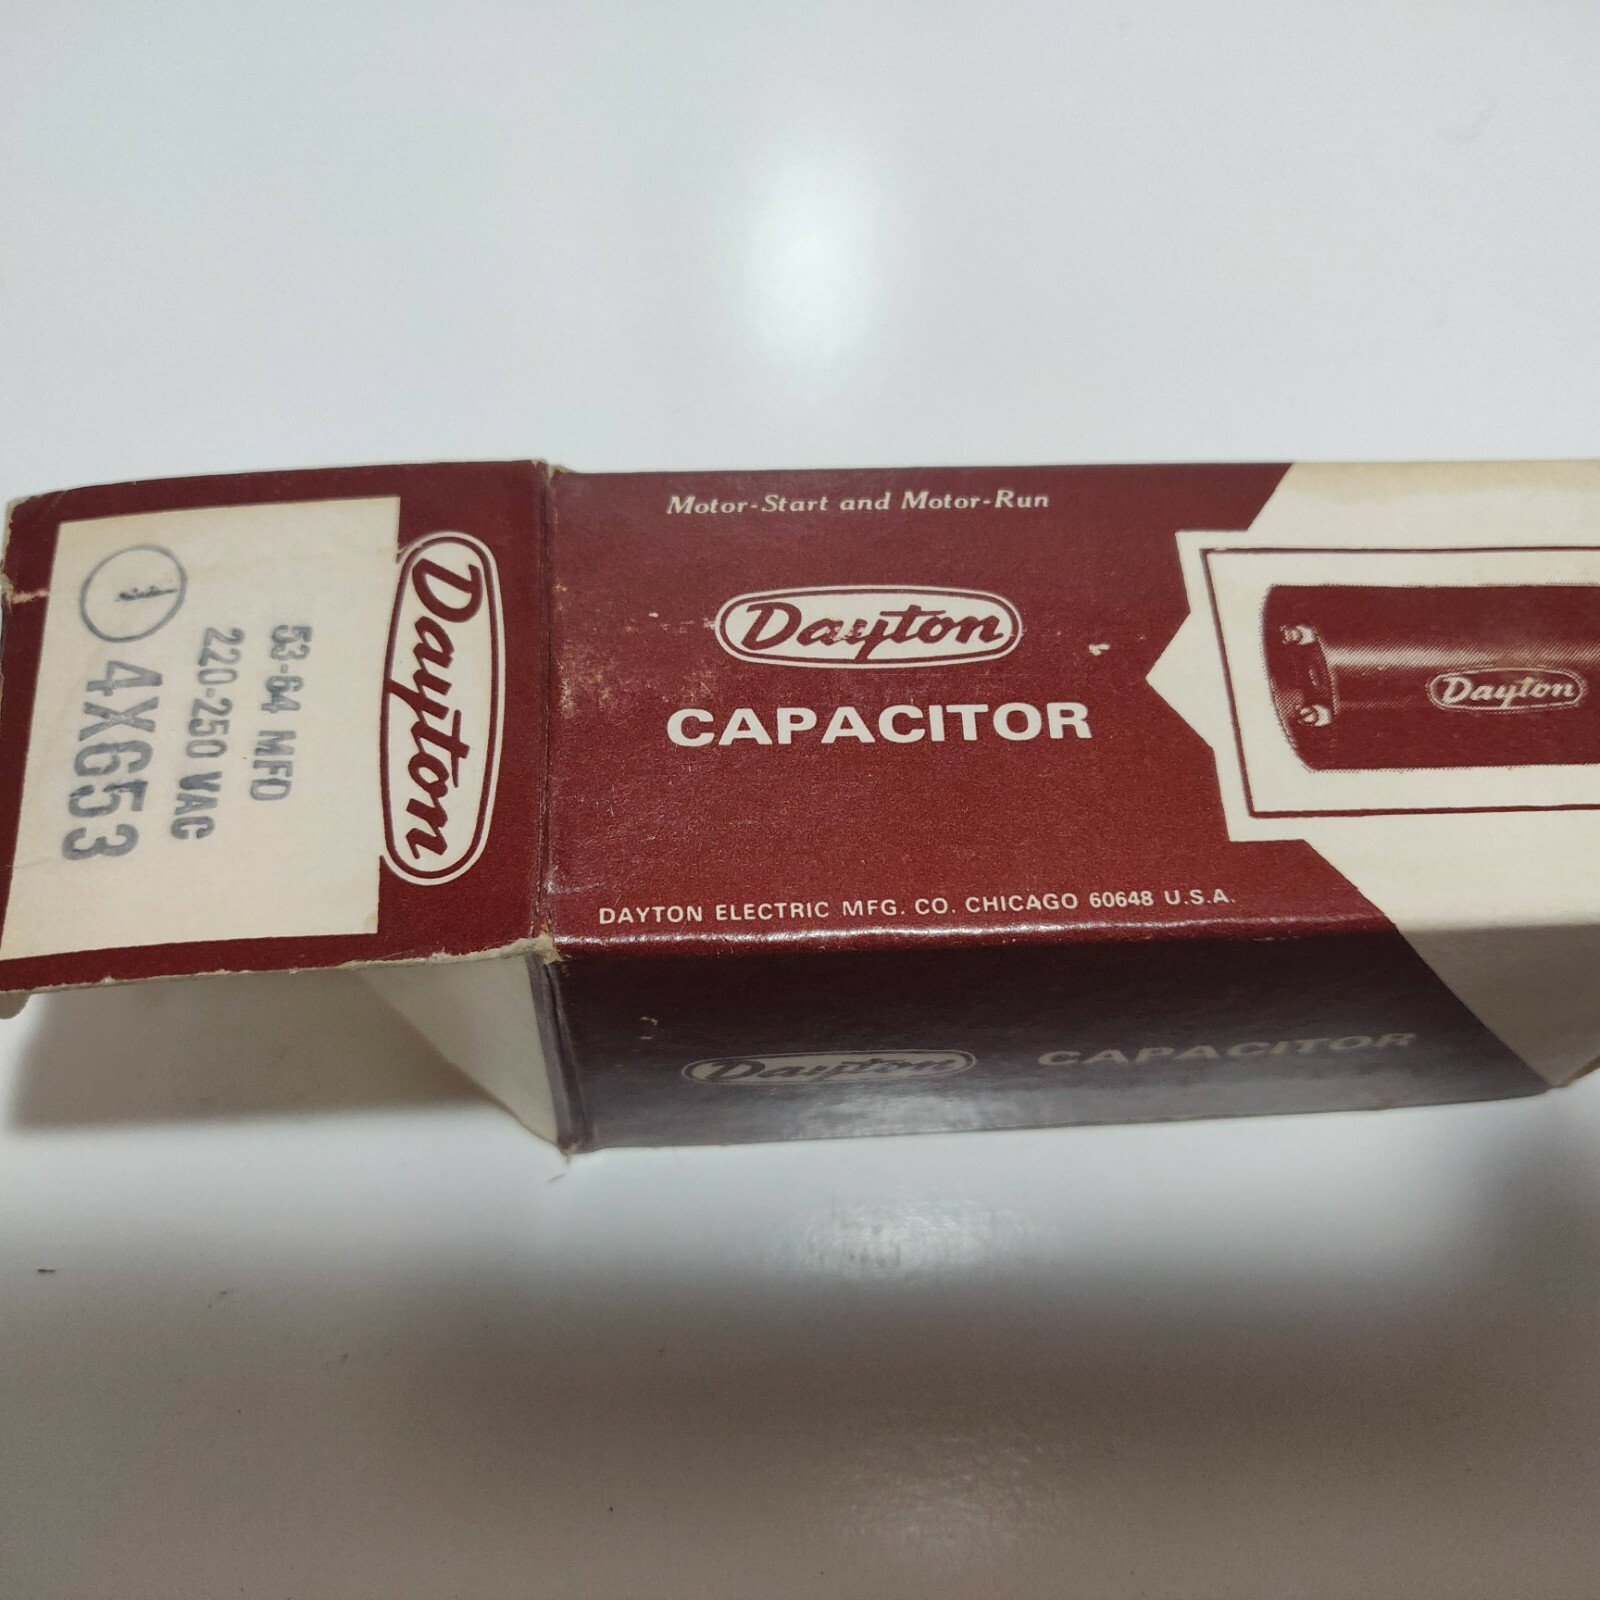 Motor-Start and Motor-Run
Dayton
CAPACITOR
DAYTON ELECTRIC MFG. CO. CHICAGO 60648 U.S.A.
Dayton
Dayton
53-64 MFD
220-250 VAC
4X653
Dayton CAPACITOR